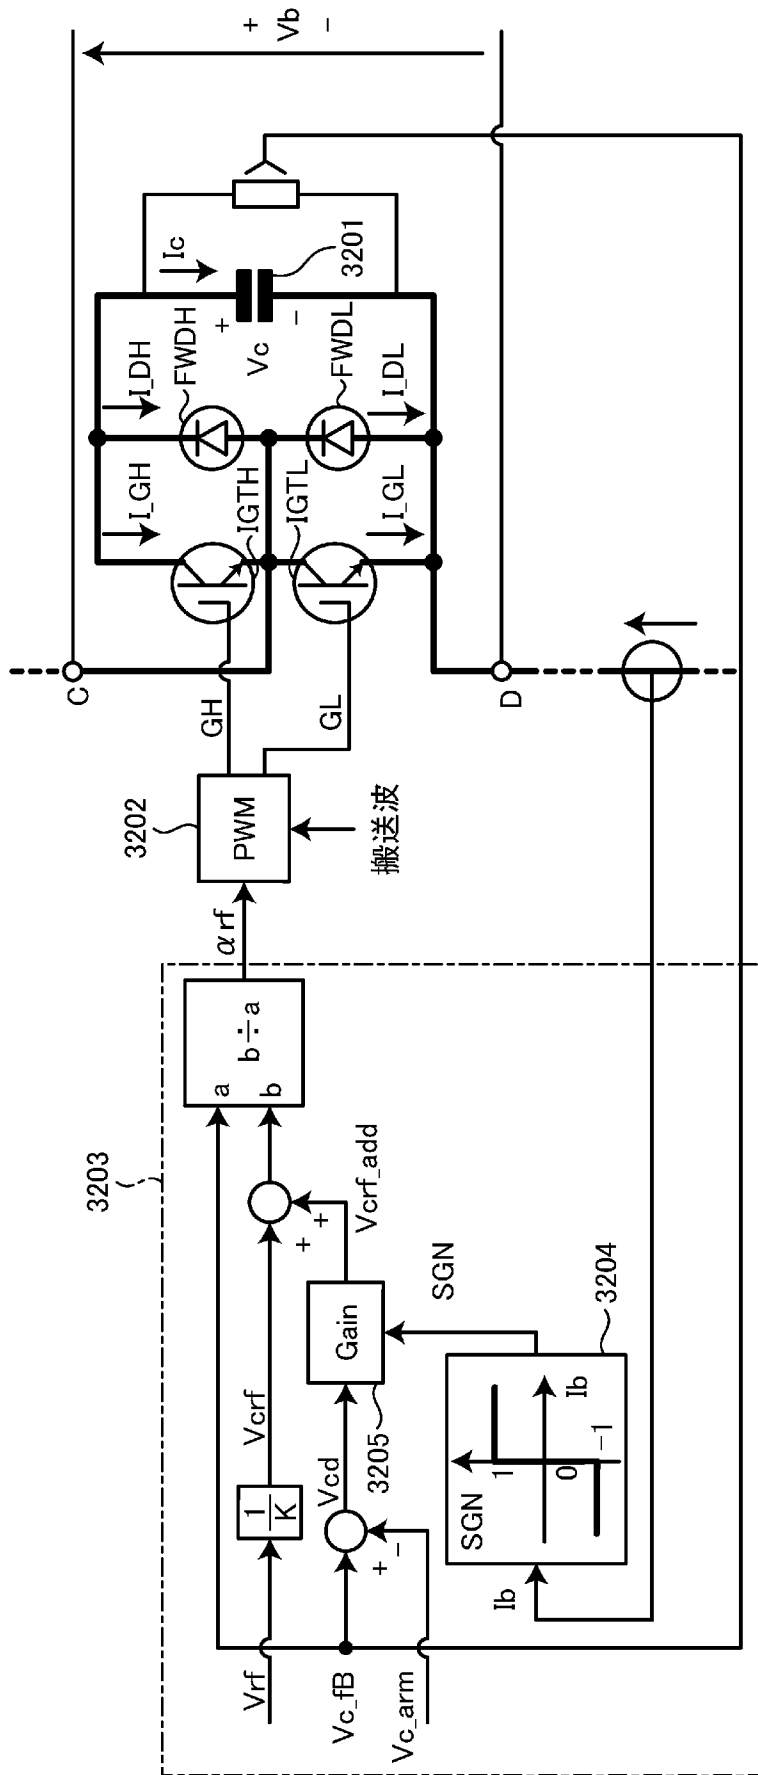 3203
Vrf
1
K
Vcrf
+
+
a
b
b÷a
αrf
3202
PWM
搬送波
GH
GL
C
D
Vc_fB
Vc_arm
+
−
Vcd
Gain
3205
Vcrf_add
SGN
3204
SGN
1
0
−1
Ib
Ib
I_GH
I_DH
FWDH
IGTH
IGTL
FWDL
I_GL
I_DL
Ic
+
Vc
−
3201
+
Vb
−